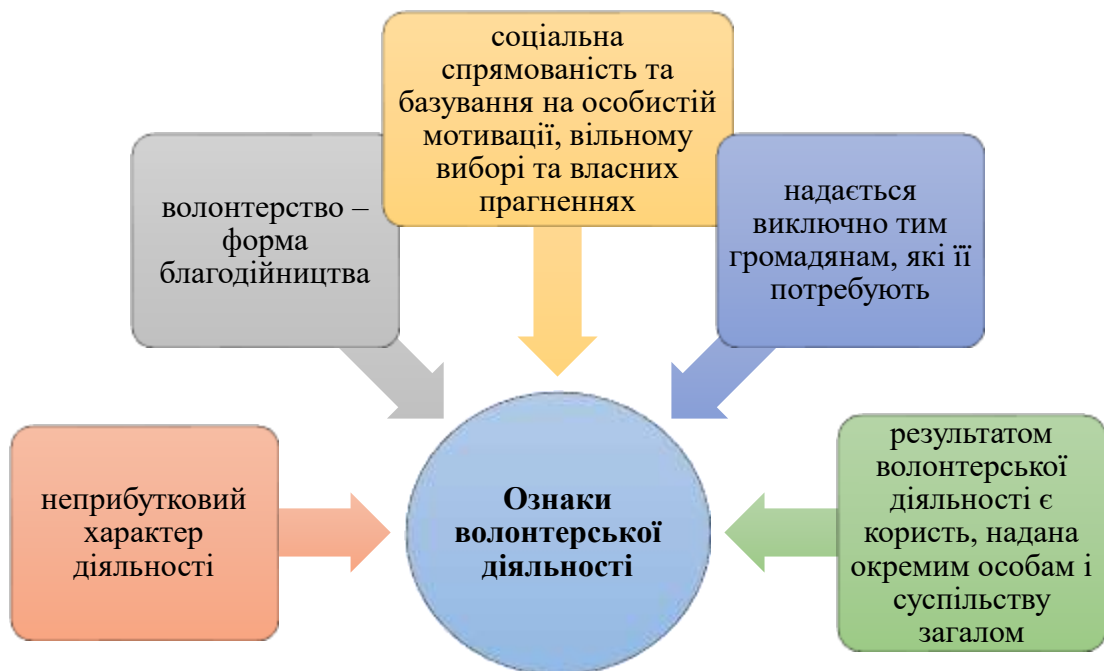 соціальна
спрямованість та
базування на особистій
мотивації, вільному
виборі та власних
прагненнях
волонтерство –
форма
благодійництва
надається
виключно тим
громадянам, які її
потребують
неприбутковий
характер
діяльності
Ознаки
волонтерської
діяльності
результатом
волонтерської
діяльності є
користь, надана
окремим особам і
суспільству
загалом